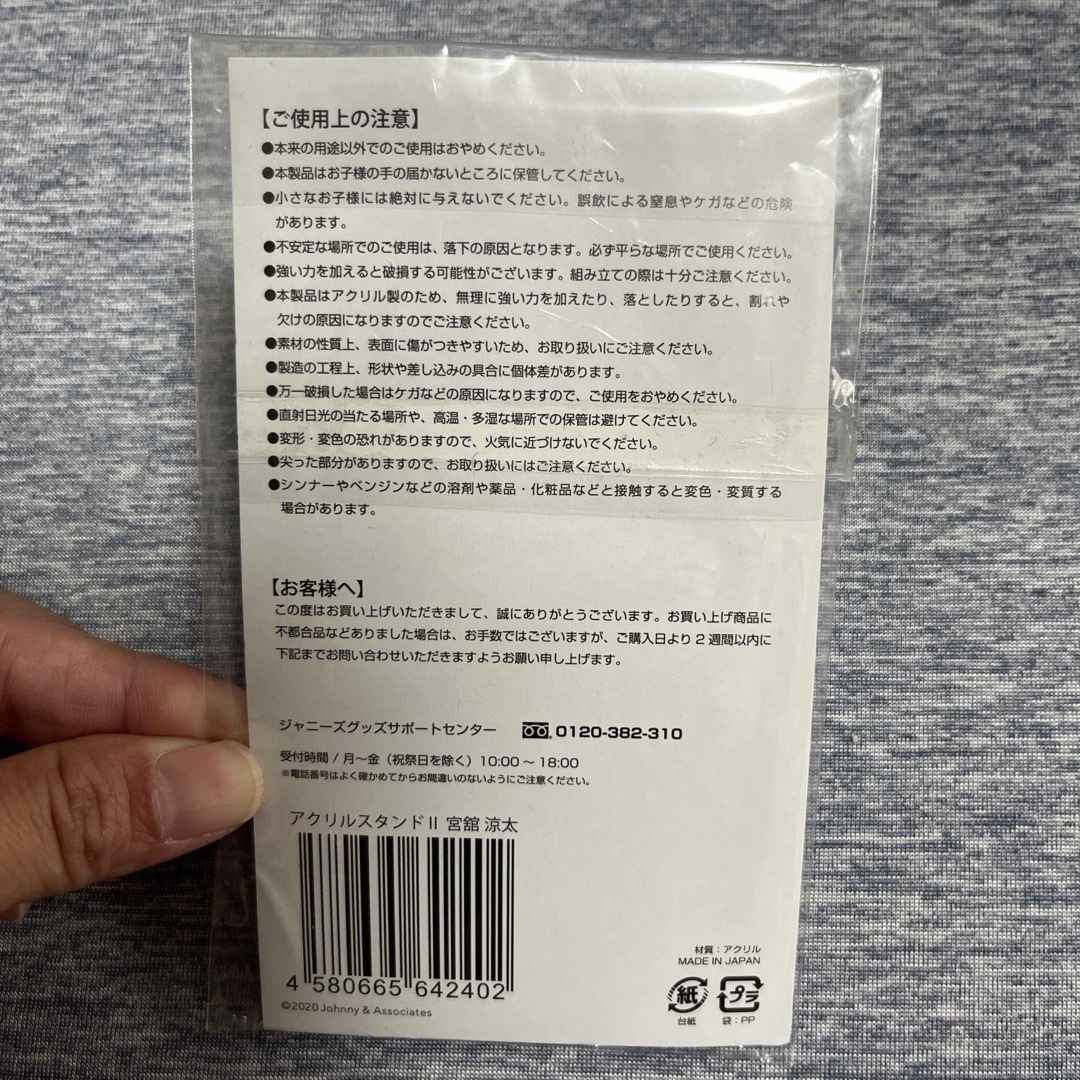 【ご使用上の注意】
●本来の用途以外でのご使用はおやめください。
●本製品はお子様の手の届かないところに保管してください。
●小さなお子様には絶対に与えないでください。誤飲による窒息やケガなどの危険
があります。
●不安定な場所でのご使用は、落下の原因となります。必ず平らな場所でご使用ください。
●強い力を加えると破損する可能性がございます。組み立ての際は十分ご注意ください。
●本製品はアクリル製のため、無理に強い力を加えたり、落としたりすると、割れや
欠けの原因になりますのでご注意ください。
●素材の性質上、表面に傷がつきやすいため、お取り扱いにご注意ください。
●製造の工程上、形状や差し込みの具合に個体差があります。
●万一破損した場合はケガなどの原因になりますので、ご使用をおやめください。
●直射日光の当たる場所や、高温・多湿な場所での保管は避けてください。
●変形・変色の恐れがありますので、火気に近づけないでください。
●尖った部分がありますので、お取り扱いにはご注意ください。
●シンナーやベンジンなどの溶剤や薬品・化粧品などと接触すると変色・変質する
場合があります。
【お客様へ】
この度はお買い上げいただきまして、誠にありがとうございます。お買い上げ商品に
不都合品などありました場合は、お手数ではございますが、ご購入日より2週間以内に
下記までお問い合わせいただきますようお願い申し上げます。
ジャニーズグッズサポートセンター 0120-382-310
受付時間 / 月〜金（祝祭日を除く）10:00〜18:00
※電話番号はよく確かめてからお間違いのないようにご注意ください。
アクリルスタンドⅡ 宮舘 涼太
4 580665 642402
©2020 Johnny & Associates
材質：アクリル
MADE IN JAPAN
紙 プラ
台紙 袋：PP